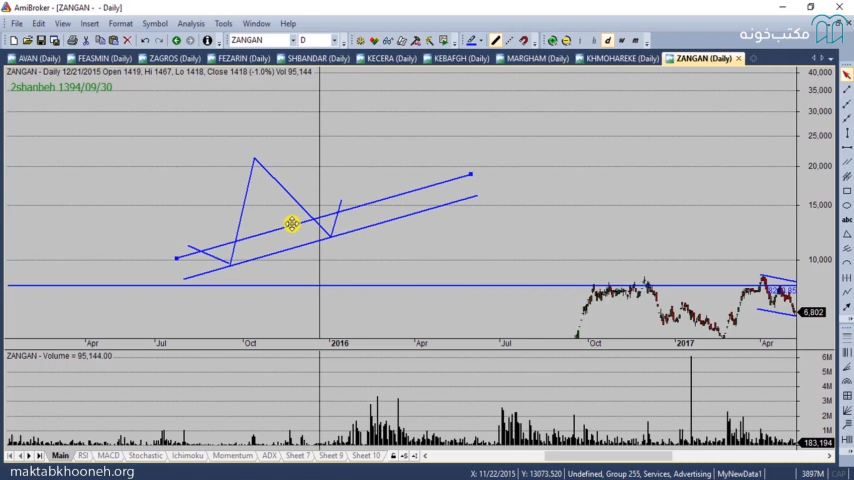 AmiBroker - [ZANGAN - - Daily]
File Edit View Insert Format Symbol Analysis Tools Window Help
مکتب‌خونه
ZANGAN D d w m
AVAN (Daily) FEASMIN (Daily) ZAGROS (Daily) FEZARIN (Daily) SHBANDAR (Daily) KECERA (Daily) KEBAFGH (Daily) MARGHAM (Daily) KHMOHAREKE (Daily) ZANGAN (Daily)
ZANGAN - Daily 12/21/2015 Open 1419, Hi 1467, Lo 1418, Close 1418 (-1.0%) Vol 95,144
2shanbeh 1394/09/30
40,000
35,000
30,000
25,000
20,000
15,000
10,000
6,802
abc
Apr Jul Oct 2016 Apr Jul Oct 2017 Apr
ZANGAN - Volume = 95,144.00
6M
5M
4M
3M
2M
1M
183,194
Main RSI MACD Stochastic Ichimoku Momentum ADX Sheet 7 Sheet 9 Sheet 10
maktabkhooneh.org
X: 11/22/2015 Y: 13073.520 Undefined, Group 255, Services, Advertising MyNewData1 3897M CAP